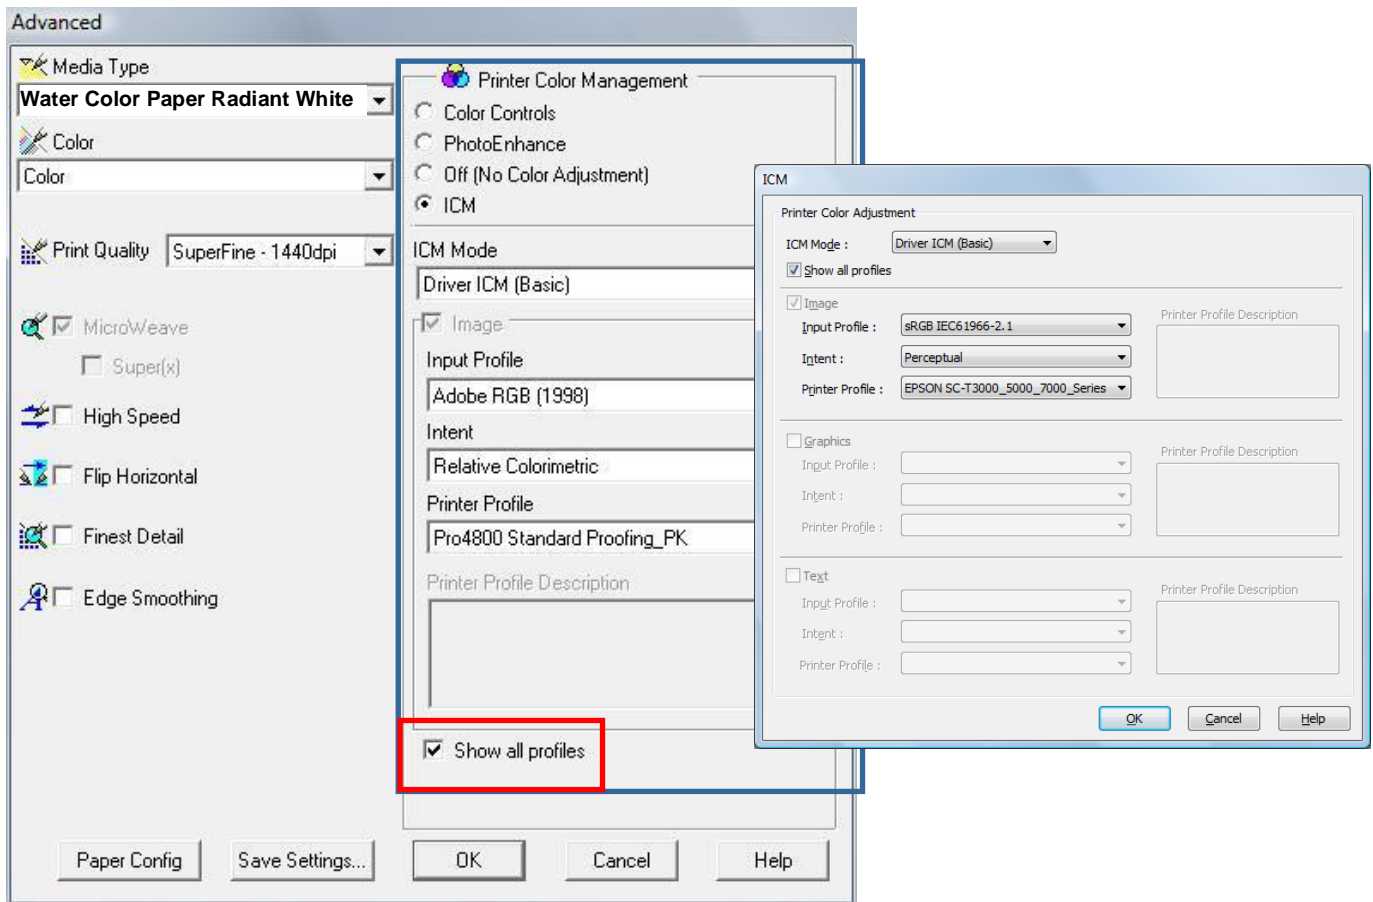 Advanced
Media Type
Water Color Paper Radiant White
Color
Color
Print Quality
SuperFine - 1440dpi
MicroWeave
Super(x)
High Speed
Flip Horizontal
Finest Detail
Edge Smoothing
Printer Color Management
Color Controls
PhotoEnhance
Off (No Color Adjustment)
ICM
ICM Mode
Driver ICM (Basic)
Image
Input Profile
Adobe RGB (1998)
Intent
Relative Colorimetric
Printer Profile
Pro4800 Standard Proofing_PK
Printer Profile Description
Show all profiles
Paper Config
Save Settings...
OK
Cancel
Help
ICM
Printer Color Adjustment
ICM Mode :
Driver ICM (Basic)
Show all profiles
Image
Input Profile :
sRGB IEC61966-2.1
Intent :
Perceptual
Printer Profile :
EPSON SC-T3000_5000_7000_Series
Printer Profile Description
Graphics
Input Profile :
Intent :
Printer Profile :
Printer Profile Description
Text
Input Profile :
Intent :
Printer Profile :
Printer Profile Description
OK
Cancel
Help